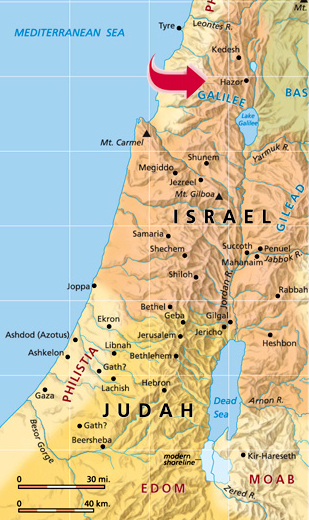 Mt.
Tyre
Leontes R.
MEDITERRANEAN SEA
PH
Kedesh
Hazor
BAS
GALILEE
Lake
Galilee
Mt. Carmel
Yarmuk R.
Shunem
Megiddo
Jezreel
Mt. Gilboa
GILEAD
ISRAEL
Samaria
Shechem
Succoth
Penuel
Mahanaim
Jabbok R.
Shiloh
Jordan R.
Joppa
Rabbah
Bethel
Geba
Gilgal
Ekron
Jericho
Ashdod (Azotus)
Jerusalem
Heshbon
Libnah
Ashkelon
Bethlehem
PHILISTIA
Gath?
Lachish
Hebron
Gaza
JUDAH
Dead
Sea
Arnon R.
Gath?
Besor Gorge
Beersheba
modern
shoreline
Kir-Hareseth
MOAB
EDOM
Zered R.
0 30 mi.
0 40 km.